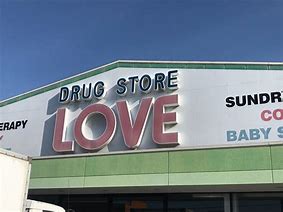 DRUG STORE
LOVE
SUNDR
CO
BABY S
ERAPY
Y